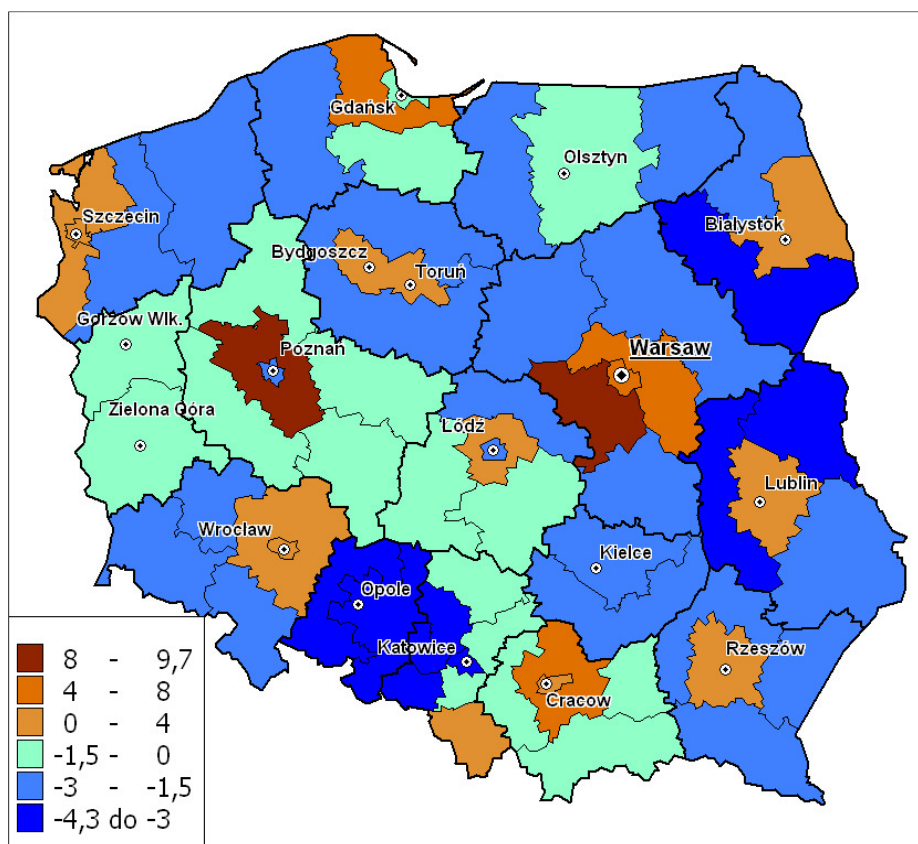 Gdańsk
Olsztyn
Szczecin
Białystok
Bydgoszcz
Toruń
Gorzów Wlk.
Póznań
Warsaw
Zielona Góra
Łódź
Lublin
Wrocław
Kielce
Opole
Katowice
Rzeszów
Cracow
8 - 9,7
4 - 8
0 - 4
-1,5 - 0
-3 - -1,5
-4,3 do -3